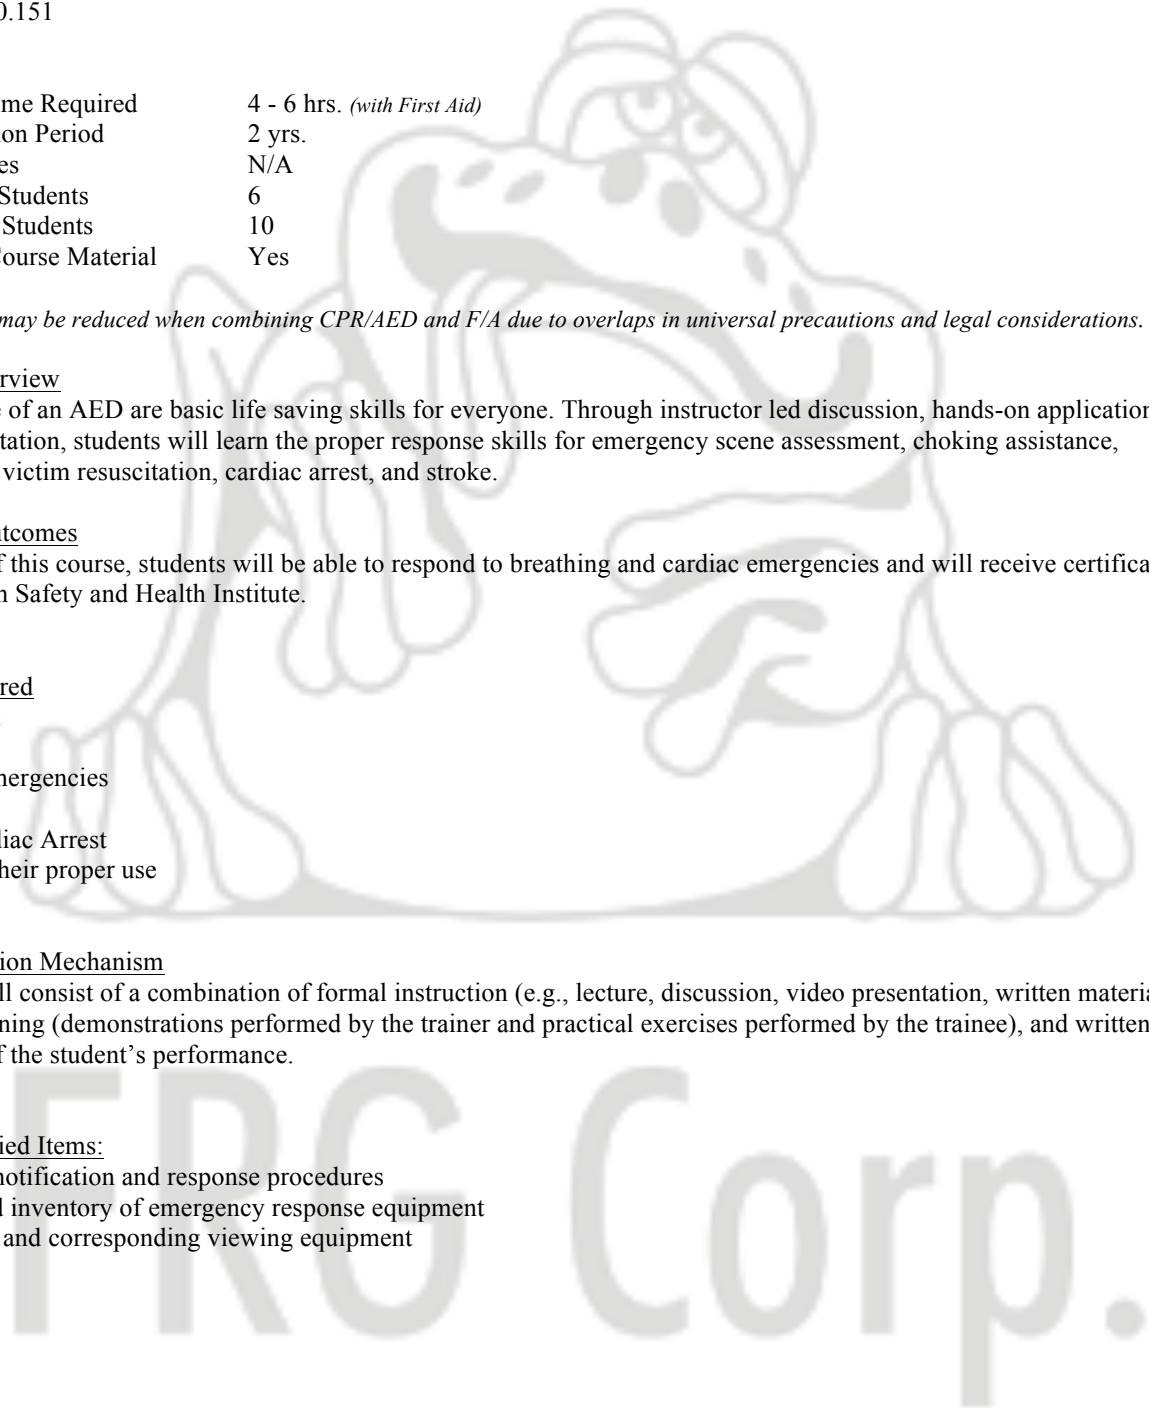 0.151
me Required 4 - 6 hrs. (with First Aid)
ion Period 2 yrs.
es N/A
Students 6
Students 10
Course Material Yes
may be reduced when combining CPR/AED and F/A due to overlaps in universal precautions and legal considerations.
rview
e of an AED are basic life saving skills for everyone. Through instructor led discussion, hands-on application
tation, students will learn the proper response skills for emergency scene assessment, choking assistance,
victim resuscitation, cardiac arrest, and stroke.
utcomes
f this course, students will be able to respond to breathing and cardiac emergencies and will receive certifica
n Safety and Health Institute.
red
mergencies
diac Arrest
heir proper use
ion Mechanism
ll consist of a combination of formal instruction (e.g., lecture, discussion, video presentation, written materia
ning (demonstrations performed by the trainer and practical exercises performed by the trainee), and written
f the student’s performance.
ied Items:
notification and response procedures
d inventory of emergency response equipment
and corresponding viewing equipment
FRG Corp.